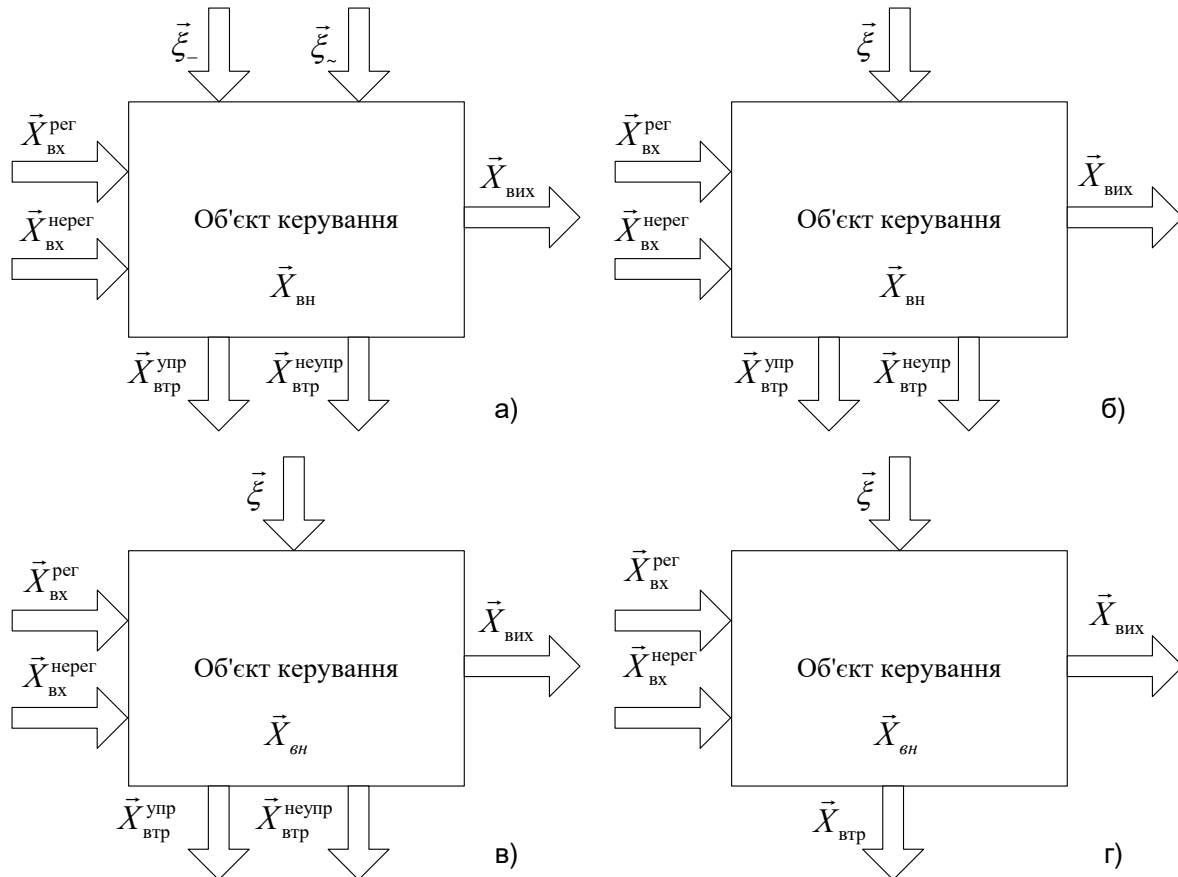 ξ⃗₋ ξ⃗~
X⃗вх^рег
X⃗вх^нерег
Об'єкт керування
X⃗вн
X⃗вих
X⃗втр^упр X⃗втр^неупр
а)
ξ⃗
X⃗вх^рег
X⃗вх^нерег
Об'єкт керування
X⃗вн
X⃗вих
X⃗втр^упр X⃗втр^неупр
б)
ξ⃗
X⃗вх^рег
X⃗вх^нерег
Об'єкт керування
X⃗вн
X⃗вих
X⃗втр^упр X⃗втр^неупр
в)
ξ⃗
X⃗вх^рег
X⃗вх^нерег
Об'єкт керування
X⃗вн
X⃗вих
X⃗втр
г)